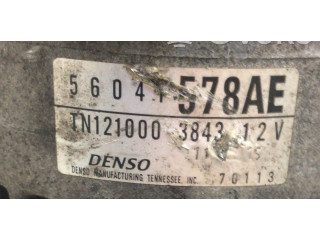 56041578AE
TN121000 3843 12V
DENSO
DENSO MANUFACTURING TENNESSEE, INC. 70113